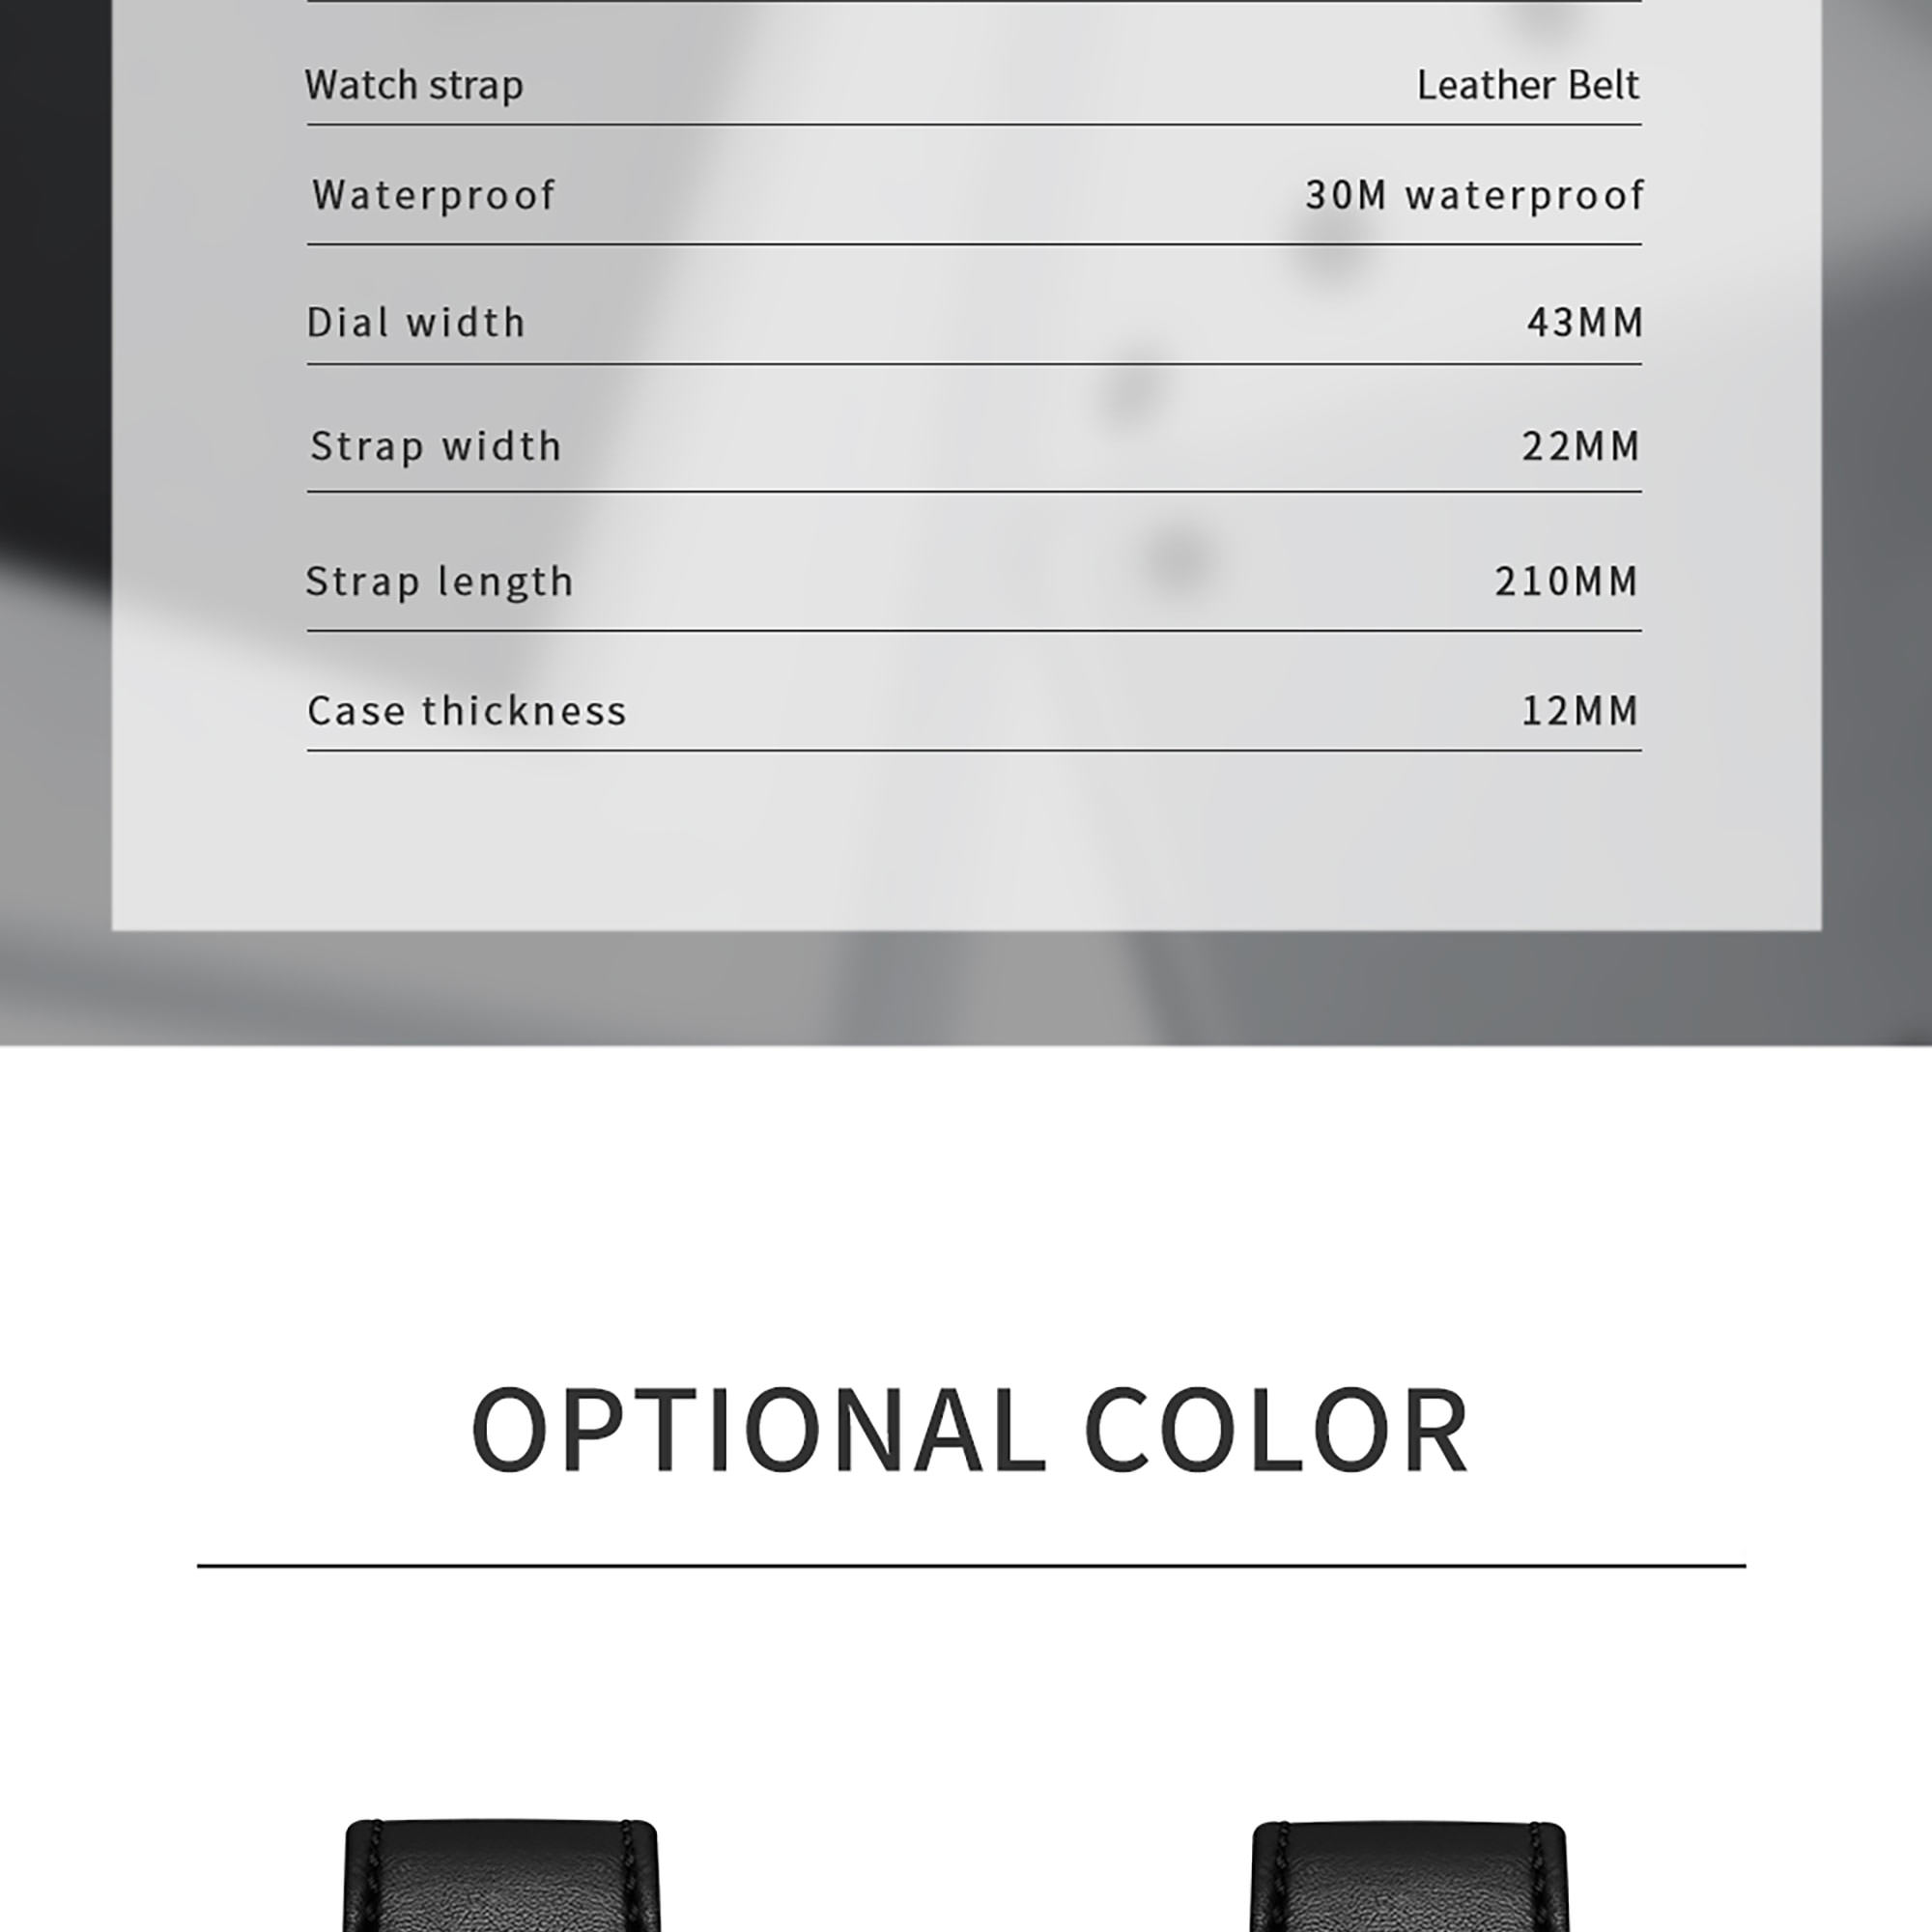 Watch strap Leather Belt
Waterproof 30M waterproof
Dial width 43MM
Strap width 22MM
Strap length 210MM
Case thickness 12MM
OPTIONAL COLOR